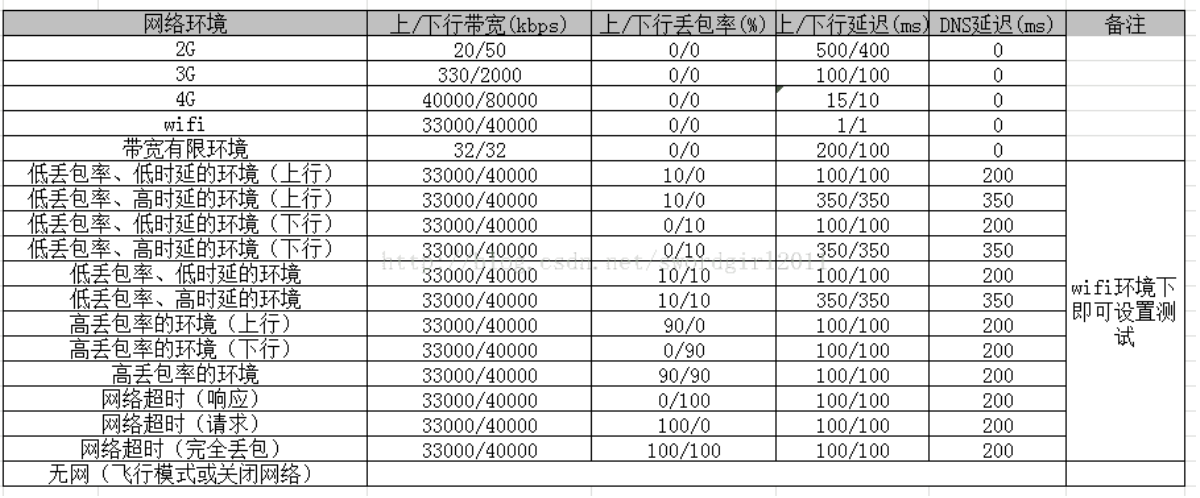 网络环境 上/下行带宽(kbps) 上/下行丢包率(%) 上/下行延迟(ms) DNS延迟(ms) 备注
2G 20/50 0/0 500/400 0
3G 330/2000 0/0 100/100 0
4G 40000/80000 0/0 15/10 0
wifi 33000/40000 0/0 1/1 0
带宽有限环境 32/32 0/0 200/100 0
低丢包率、低时延的环境（上行） 33000/40000 10/0 100/100 200
低丢包率、高时延的环境（上行） 33000/40000 10/0 350/350 350
低丢包率、低时延的环境（下行） 33000/40000 0/10 100/100 200
低丢包率、高时延的环境（下行） 33000/40000 0/10 350/350 350
http://blog.csdn.net/swordgirl2011
低丢包率、低时延的环境 33000/40000 10/10 100/100 200
低丢包率、高时延的环境 33000/40000 10/10 350/350 350
wifi环境下
即可设置测
试
高丢包率的环境（上行） 33000/40000 90/0 100/100 200
高丢包率的环境（下行） 33000/40000 0/90 100/100 200
高丢包率的环境 33000/40000 90/90 100/100 200
网络超时（响应） 33000/40000 0/100 100/100 200
网络超时（请求） 33000/40000 100/0 100/100 200
网络超时（完全丢包） 33000/40000 100/100 100/100 200
无网（飞行模式或关闭网络）